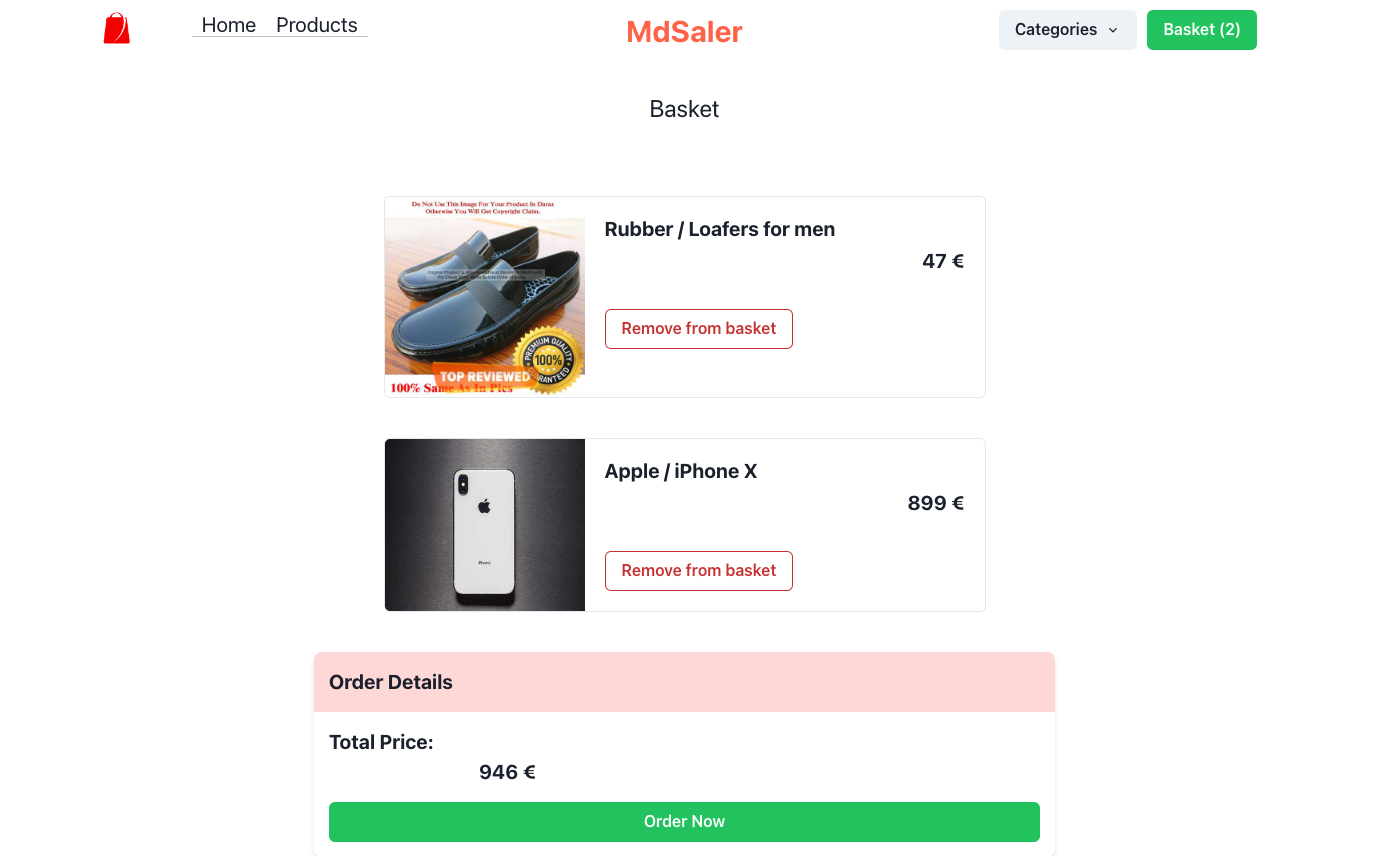 Home Products
MdSaler
Categories
Basket (2)
Basket
Do Not Use This Image For Your Product In Daraz
Otherwise You Will Get Copyright Claim.
PREMIUM QUALITY
100%
GUARANTEED
TOP REVIEWED
100% Same As In Pics
Rubber / Loafers for men
47 €
Remove from basket
iPhone
Apple / iPhone X
899 €
Remove from basket
Order Details
Total Price:
946 €
Order Now